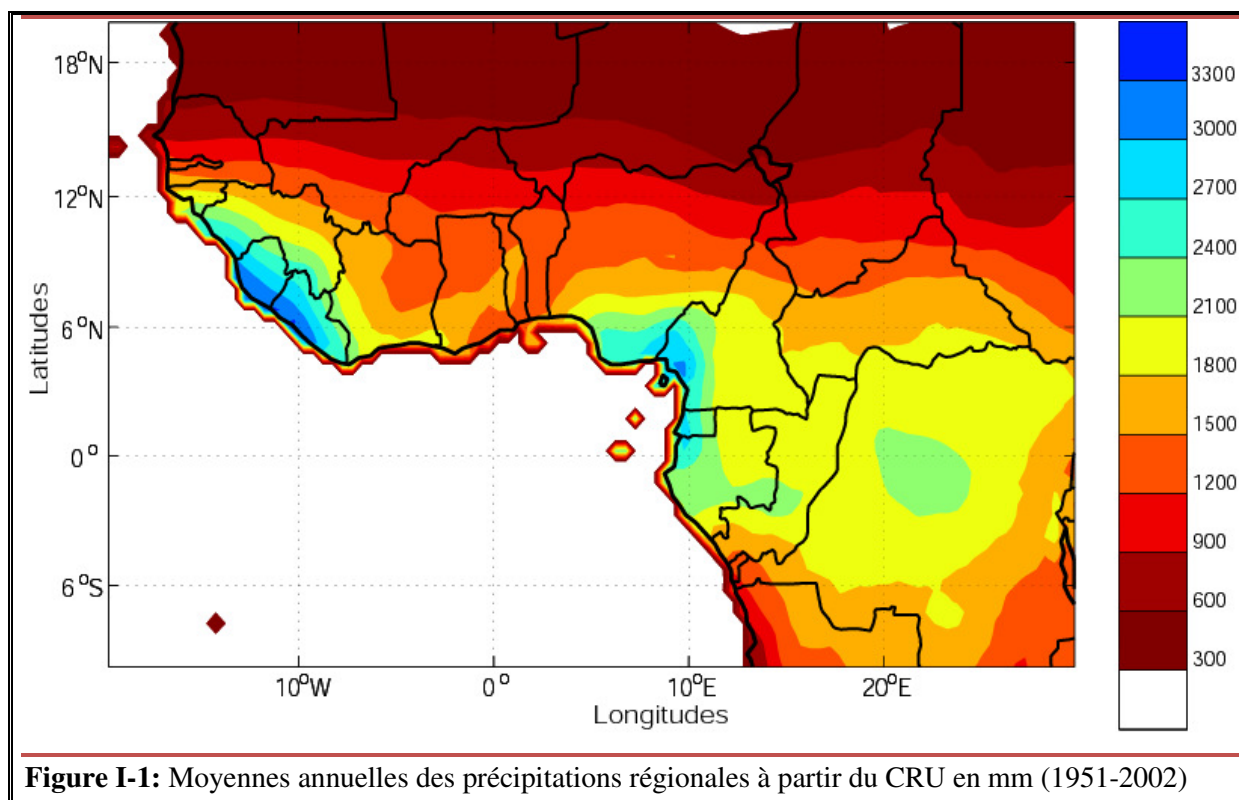 18°N
12°N
6°N
0°
6°S
Latitudes
10°W 0° 10°E 20°E
Longitudes
3300
3000
2700
2400
2100
1800
1500
1200
900
600
300
Figure I-1: Moyennes annuelles des précipitations régionales à partir du CRU en mm (1951-2002)